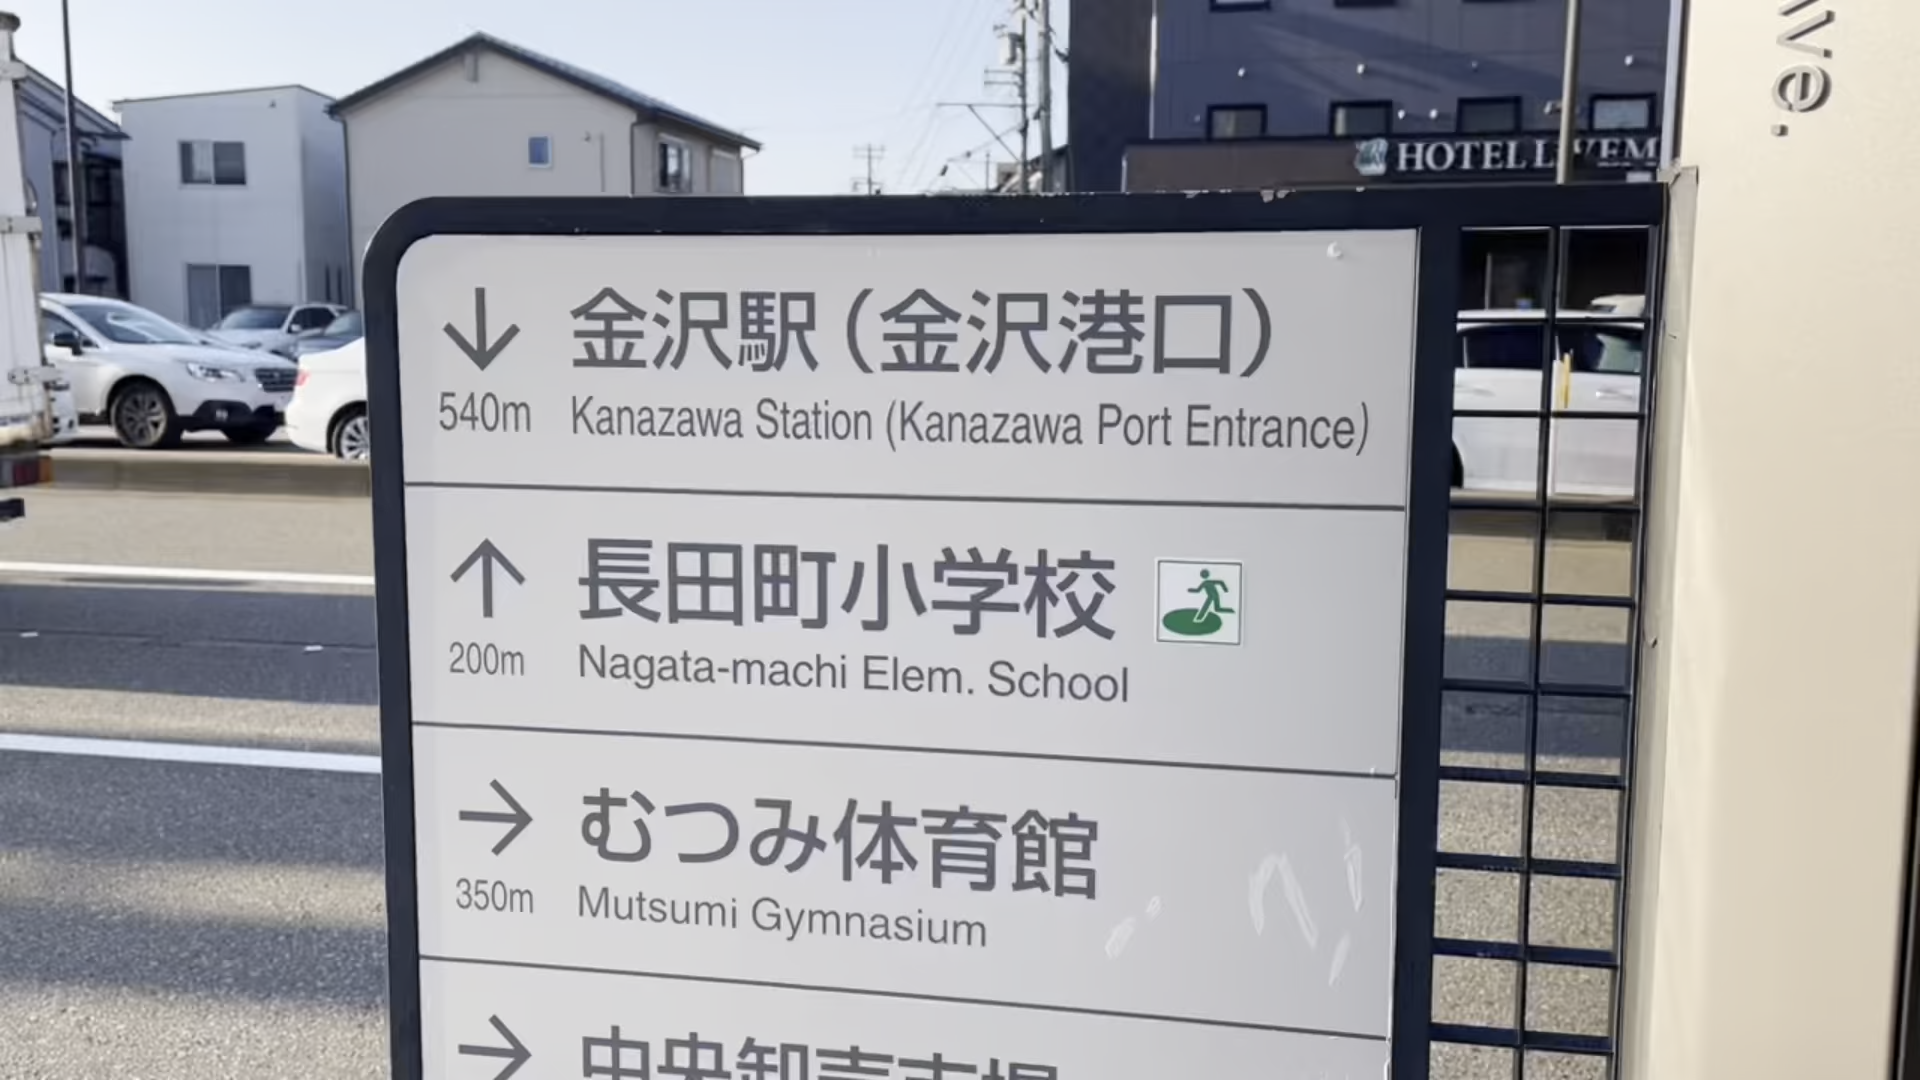 ve.
HOTEL LiVEM
↓ 金沢駅（金沢港口）
540m Kanazawa Station (Kanazawa Port Entrance)
↑ 長田町小学校
200m Nagata-machi Elem. School
→ むつみ体育館
350m Mutsumi Gymnasium
→ 中央卸売市場